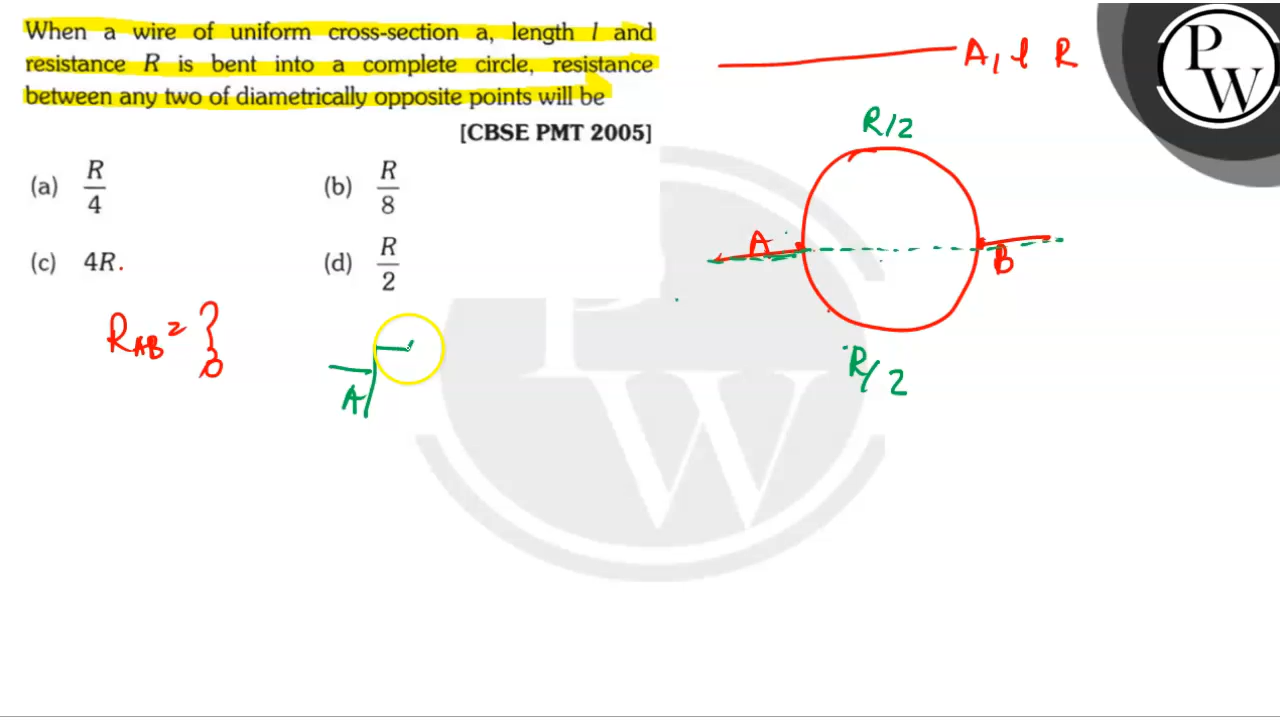 When a wire of uniform cross-section a, length l and
resistance R is bent into a complete circle, resistance
between any two of diametrically opposite points will be
[CBSE PMT 2005]
(a) R/4
(b) R/8
(c) 4R.
(d) R/2
R_AB = ?
A
A, l R
R/2
A
B
R/2
P
W
P
W